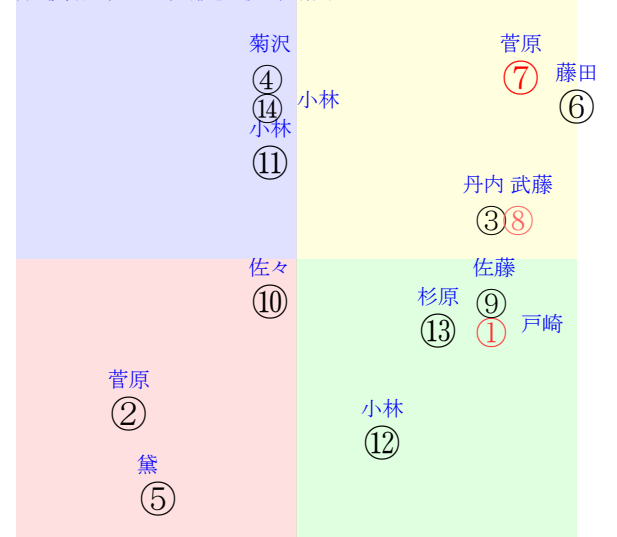 菊沢 菅原
④ ⑦ 藤田
⑭ 小林 ⑥
小林
⑪
丹内 武藤
③ ⑧
佐々 佐藤
⑩ 杉原 ⑨
⑬ ① 戸崎
菅原
② 小林
⑫
黛
⑤